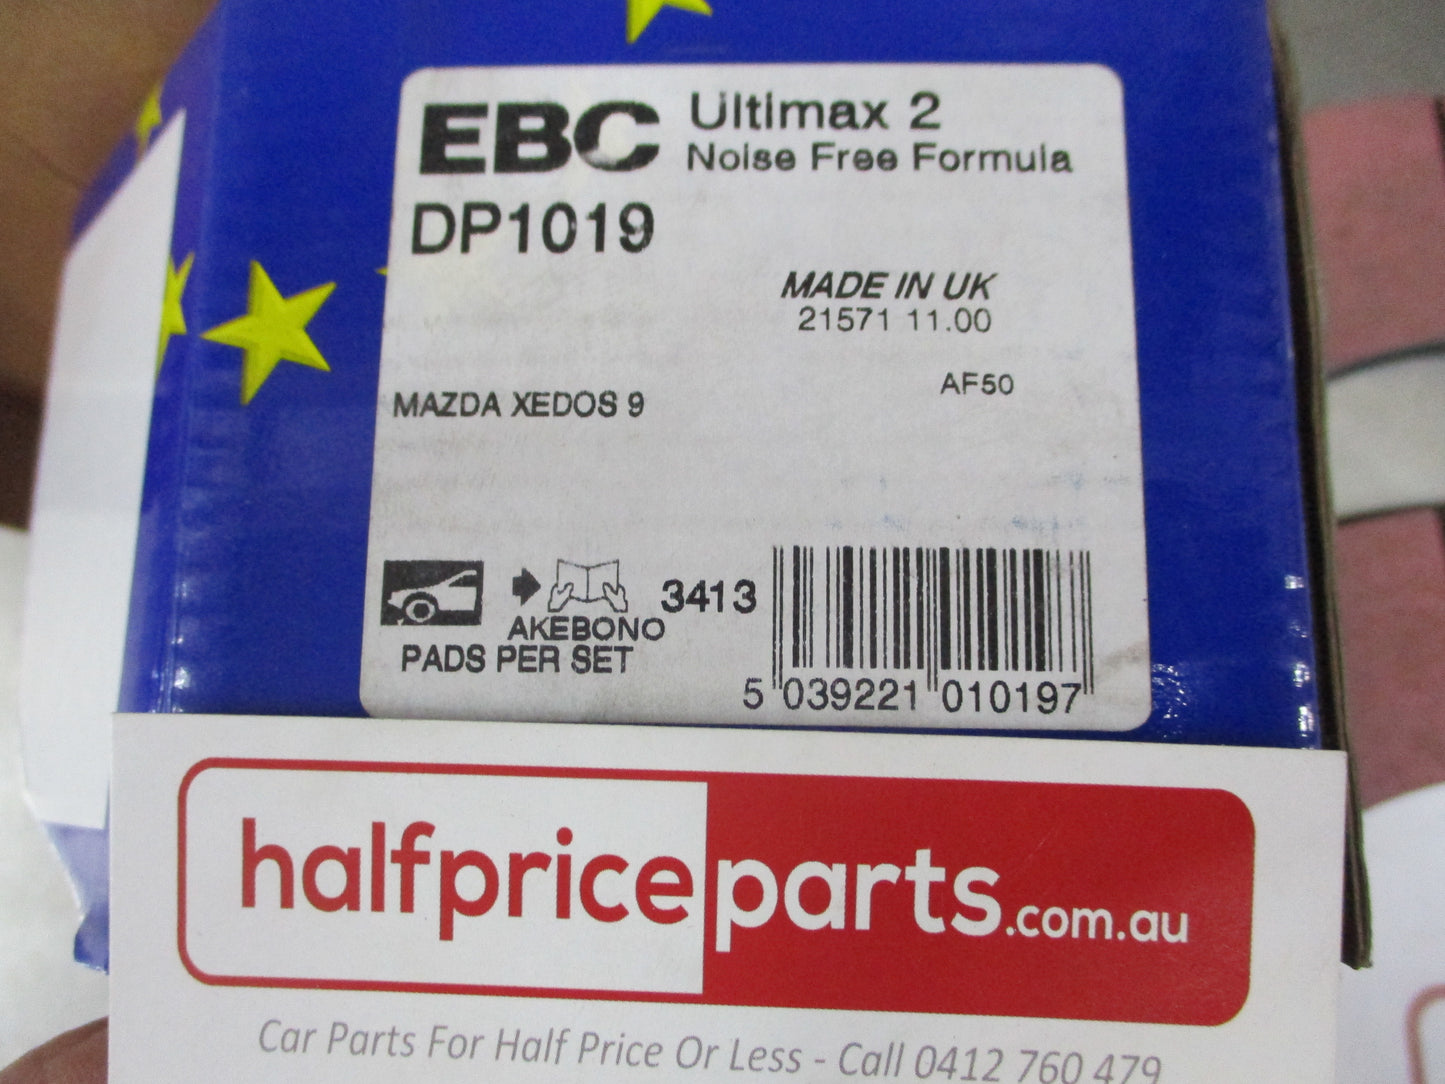 EBC Ultimax 2
Noise Free Formula
DP1019
MADE IN UK
21571 11.00
AF50
MAZDA XEDOS 9
3413
AKEBONO
PADS PER SET
5 039221 010197
halfpriceparts.com.au
Car Parts For Half Price Or Less - Call 0412 760 479